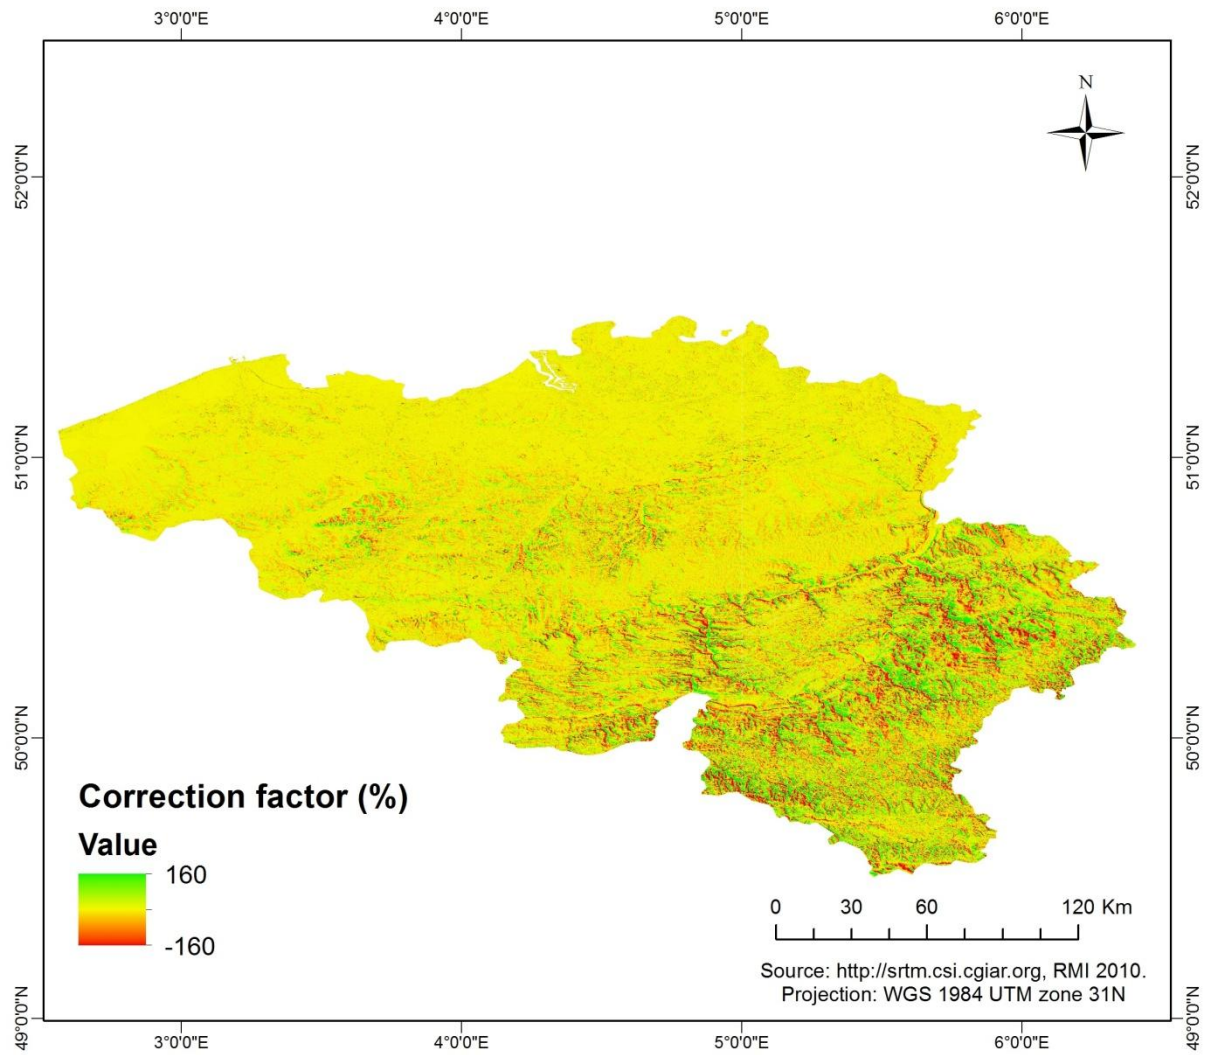 3°0'0"E 4°0'0"E 5°0'0"E 6°0'0"E
N
52°0'0"N 52°0'0"N
51°0'0"N 51°0'0"N
50°0'0"N 50°0'0"N
Correction factor (%)
Value
160
-160
0 30 60 120 Km
Source: http://srtm.csi.cgiar.org, RMI 2010.
Projection: WGS 1984 UTM zone 31N
49°0'0"N 49°0'0"N
3°0'0"E 4°0'0"E 5°0'0"E 6°0'0"E